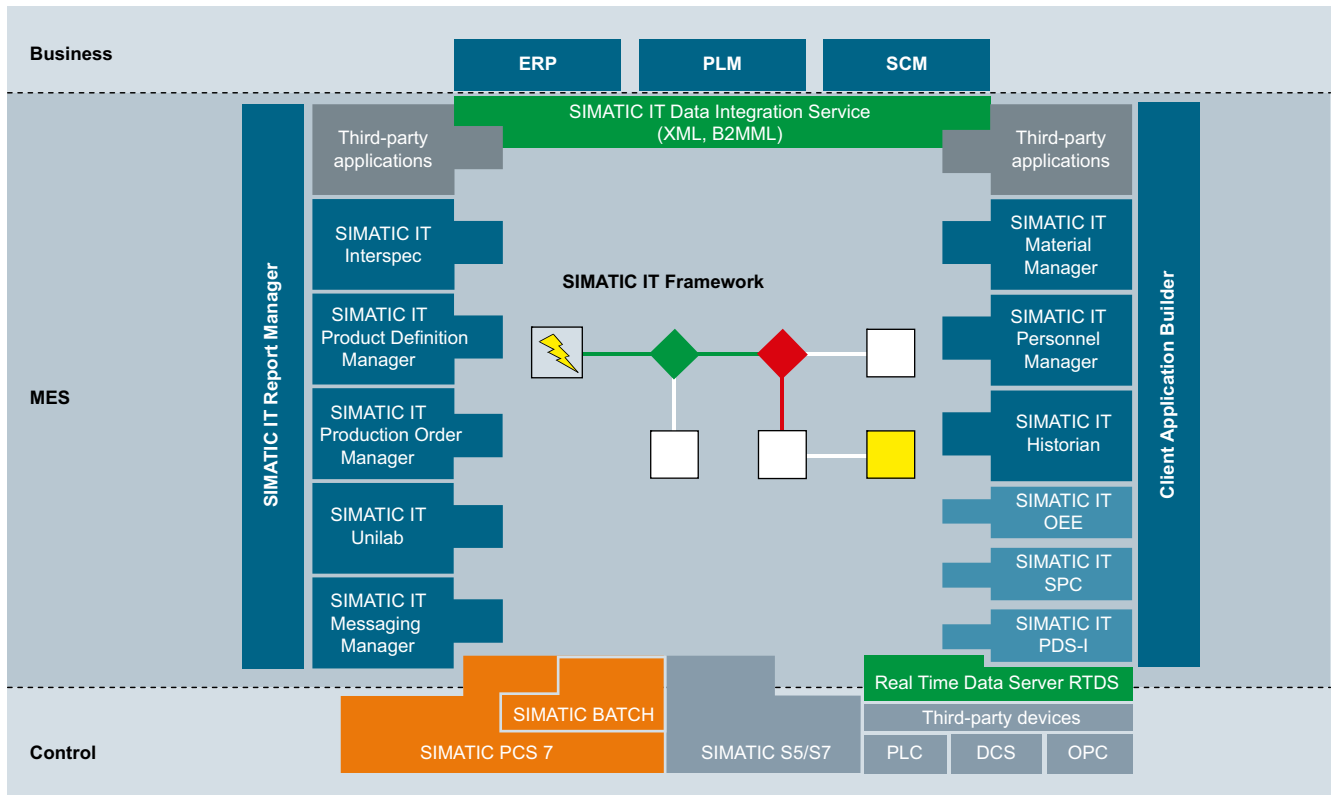 Business
ERP
PLM
SCM
MES
SIMATIC IT Report Manager
SIMATIC IT Data Integration Service
(XML, B2MML)
Third-party
applications
SIMATIC IT
Interspec
SIMATIC IT
Product Definition
Manager
SIMATIC IT
Production Order
Manager
SIMATIC IT
Unilab
SIMATIC IT
Messaging
Manager
SIMATIC IT Framework
Third-party
applications
SIMATIC IT
Material
Manager
SIMATIC IT
Personnel
Manager
SIMATIC IT
Historian
SIMATIC IT
OEE
SIMATIC IT
SPC
SIMATIC IT
PDS-I
Client Application Builder
Real Time Data Server RTDS
Control
SIMATIC BATCH
SIMATIC PCS 7
SIMATIC S5/S7
Third-party devices
PLC
DCS
OPC